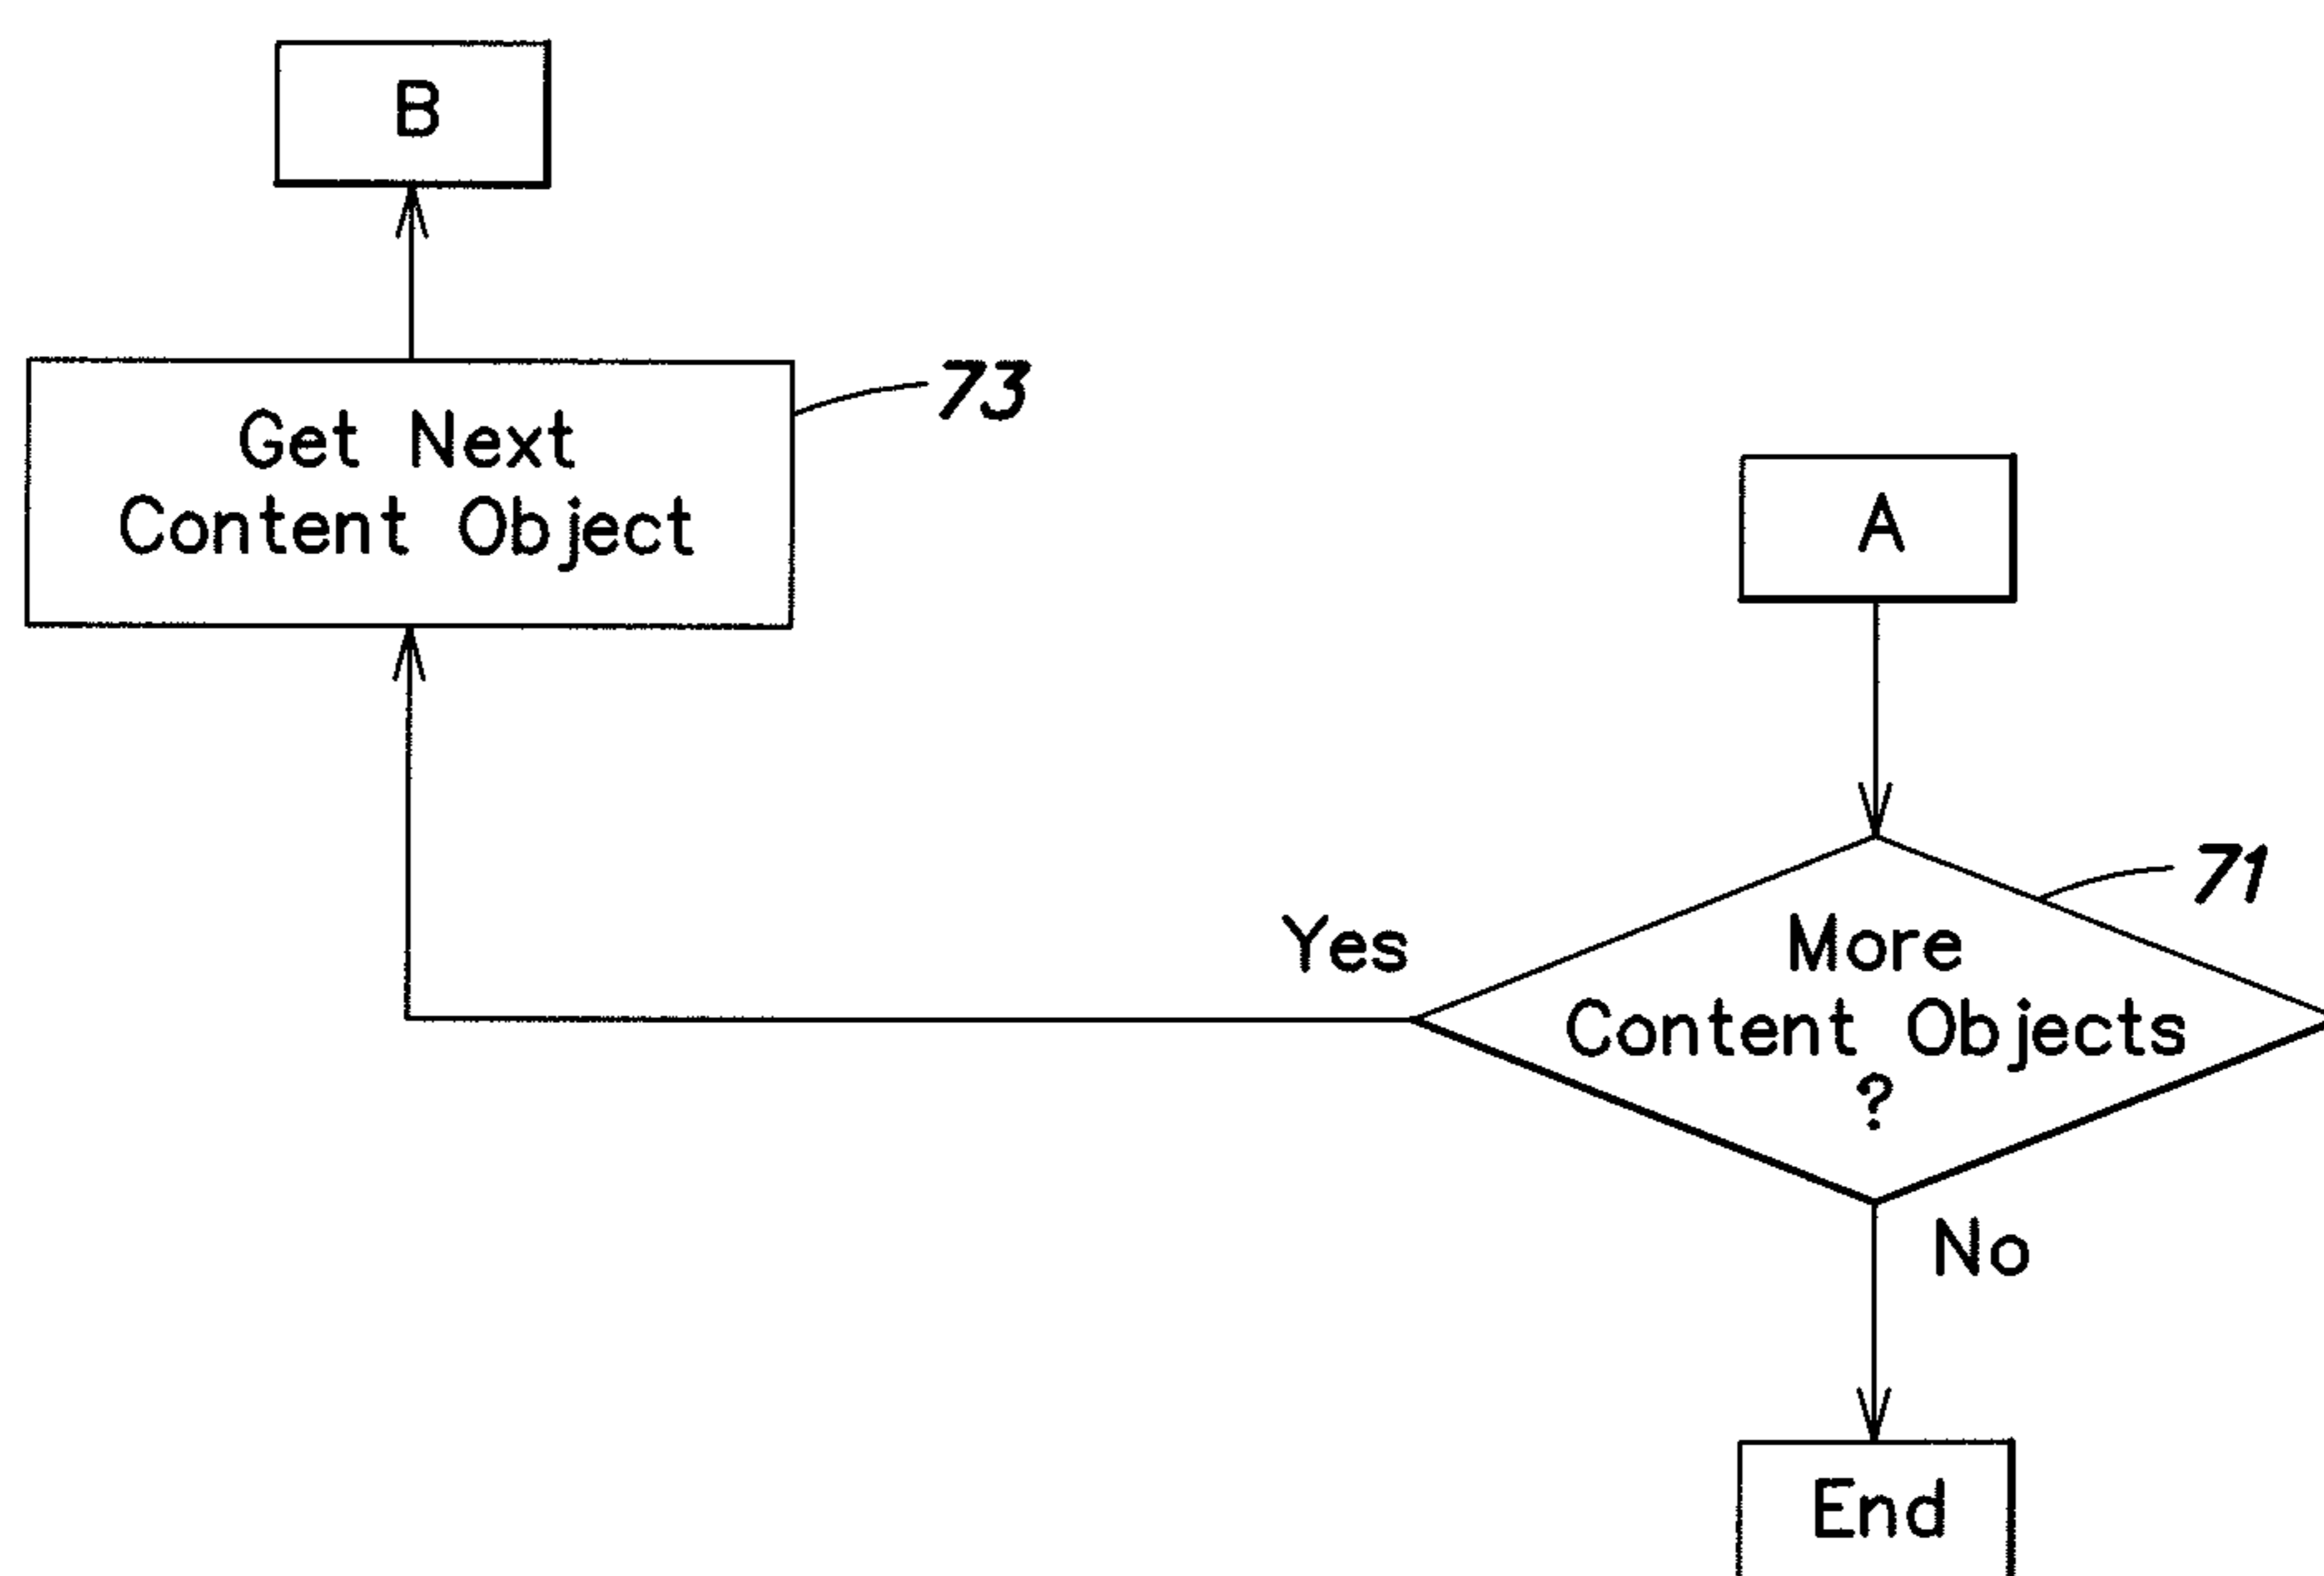 B
Get Next
Content Object
73
A
71
More
Content Objects
?
Yes
No
End